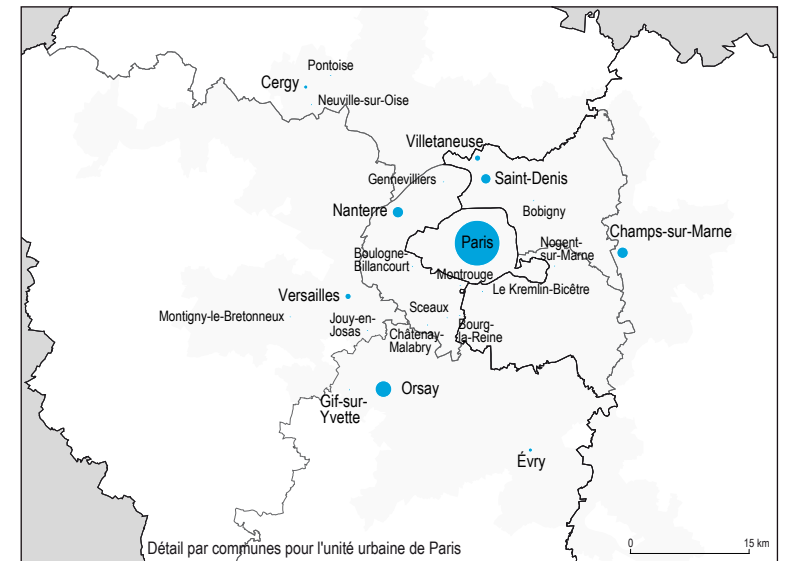 Pontoise
Cergy
Neuville-sur-Oise
Villetaneuse
Gennevilliers
Saint-Denis
Nanterre
Bobigny
Champs-sur-Marne
Paris
Nogent-
sur-Marne
Boulogne-
Billancourt
Montrouge
Le Kremlin-Bicêtre
Versailles
Sceaux
Montigny-le-Bretonneux
Jouy-en-
Josas
Châtenay-
Malabry
Bourg-
la-Reine
Orsay
Gif-sur-
Yvette
Évry
Détail par communes pour l'unité urbaine de Paris
0 15 km